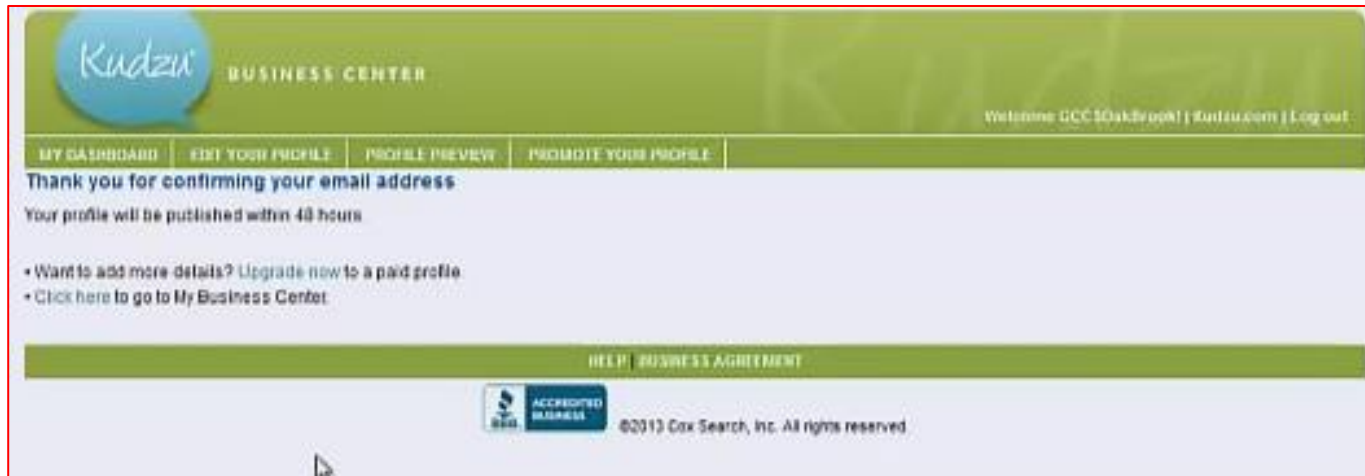 Kudzu BUSINESS CENTER
Kudzu
Welcome GCCSOakBrook! | Kudzu.com | Log out
MY DASHBOARD EDIT YOUR PROFILE PROFILE PREVIEW PROMOTE YOUR PROFILE
Thank you for confirming your email address
Your profile will be published within 48 hours
• Want to add more details? Upgrade now to a paid profile
• Click here to go to My Business Center
HELP | BUSINESS AGREEMENT
BBB ACCREDITED BUSINESS
©2013 Cox Search, Inc. All rights reserved